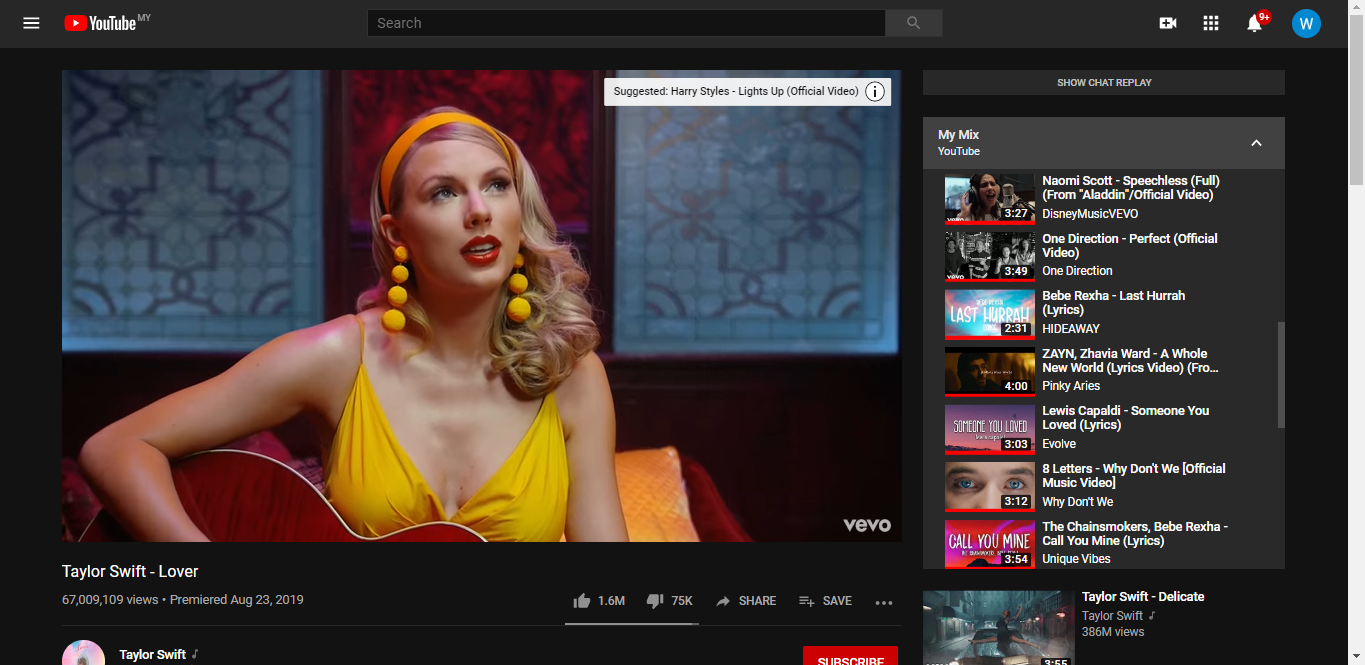 YouTube MY
Search
9+
W
Suggested: Harry Styles - Lights Up (Official Video)
i
vevo
Taylor Swift - Lover
67,009,109 views • Premiered Aug 23, 2019
1.6M
75K
SHARE
SAVE
Taylor Swift
SUBSCRIBE
SHOW CHAT REPLAY
My Mix
YouTube
vevo
3:27
Naomi Scott - Speechless (Full)
(From "Aladdin"/Official Video)
DisneyMusicVEVO
vevo
3:49
One Direction - Perfect (Official
Video)
One Direction
BEBE REXHA
LAST HURRAH
2:31
Bebe Rexha - Last Hurrah
(Lyrics)
HIDEAWAY
4:00
ZAYN, Zhavia Ward - A Whole
New World (Lyrics Video) (Fro...
Pinky Aries
SOMEONE YOU LOVED
3:03
Lewis Capaldi - Someone You
Loved (Lyrics)
Evolve
3:12
8 Letters - Why Don't We [Official
Music Video]
Why Don't We
CALL YOU MINE
3:54
The Chainsmokers, Bebe Rexha -
Call You Mine (Lyrics)
Unique Vibes
3:55
Taylor Swift - Delicate
Taylor Swift
386M views